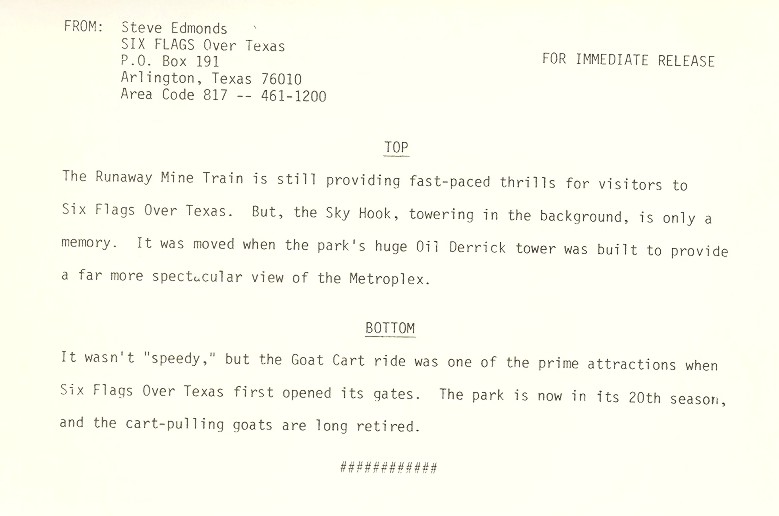 FROM: Steve Edmonds
SIX FLAGS Over Texas
P.O. Box 191
Arlington, Texas 76010
Area Code 817 -- 461-1200
FOR IMMEDIATE RELEASE
TOP
The Runaway Mine Train is still providing fast-paced thrills for visitors to
Six Flags Over Texas. But, the Sky Hook, towering in the background, is only a
memory. It was moved when the park's huge Oil Derrick tower was built to provide
a far more spectacular view of the Metroplex.
BOTTOM
It wasn't "speedy," but the Goat Cart ride was one of the prime attractions when
Six Flags Over Texas first opened its gates. The park is now in its 20th season,
and the cart-pulling goats are long retired.
############